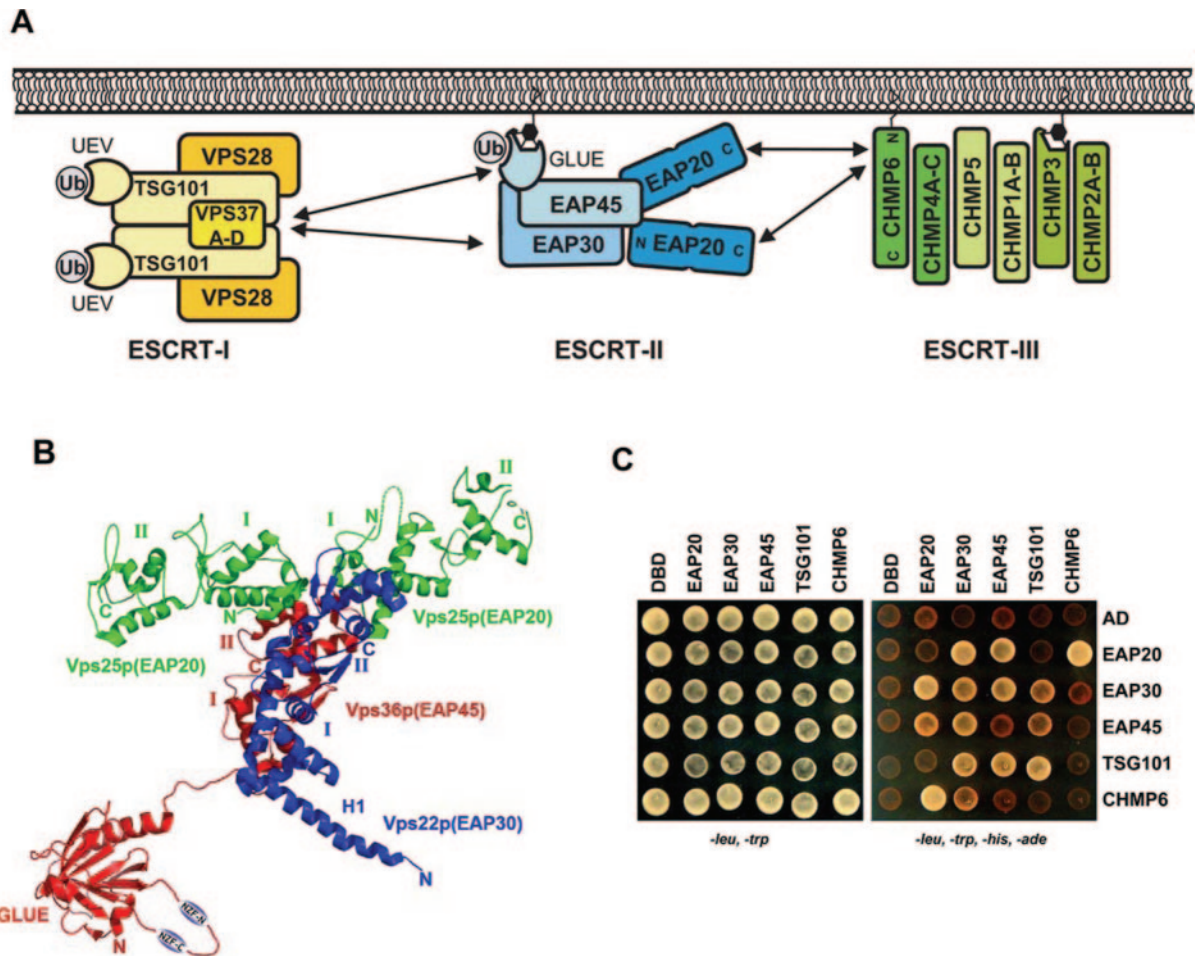 A
UEV
Ub
TSG101
VPS28
VPS37
A-D
Ub
TSG101
UEV
VPS28
ESCRT-I
Ub
GLUE
EAP45
EAP30
EAP20 C
N EAP20 C
ESCRT-II
N
CHMP6
C
CHMP4A-C
CHMP5
CHMP1A-B
CHMP3
CHMP2A-B
ESCRT-III
B
II
I
I
N
II
C
C
N
Vps25p(EAP20)
Vps25p(EAP20)
II
C
C
II
I
Vps36p(EAP45)
I
H1
Vps22p(EAP30)
N
GLUE
N
NZF-N
NZF-C
C
DBD
EAP20
EAP30
EAP45
TSG101
CHMP6
DBD
EAP20
EAP30
EAP45
TSG101
CHMP6
AD
EAP20
EAP30
EAP45
TSG101
CHMP6
-leu, -trp
-leu, -trp, -his, -ade